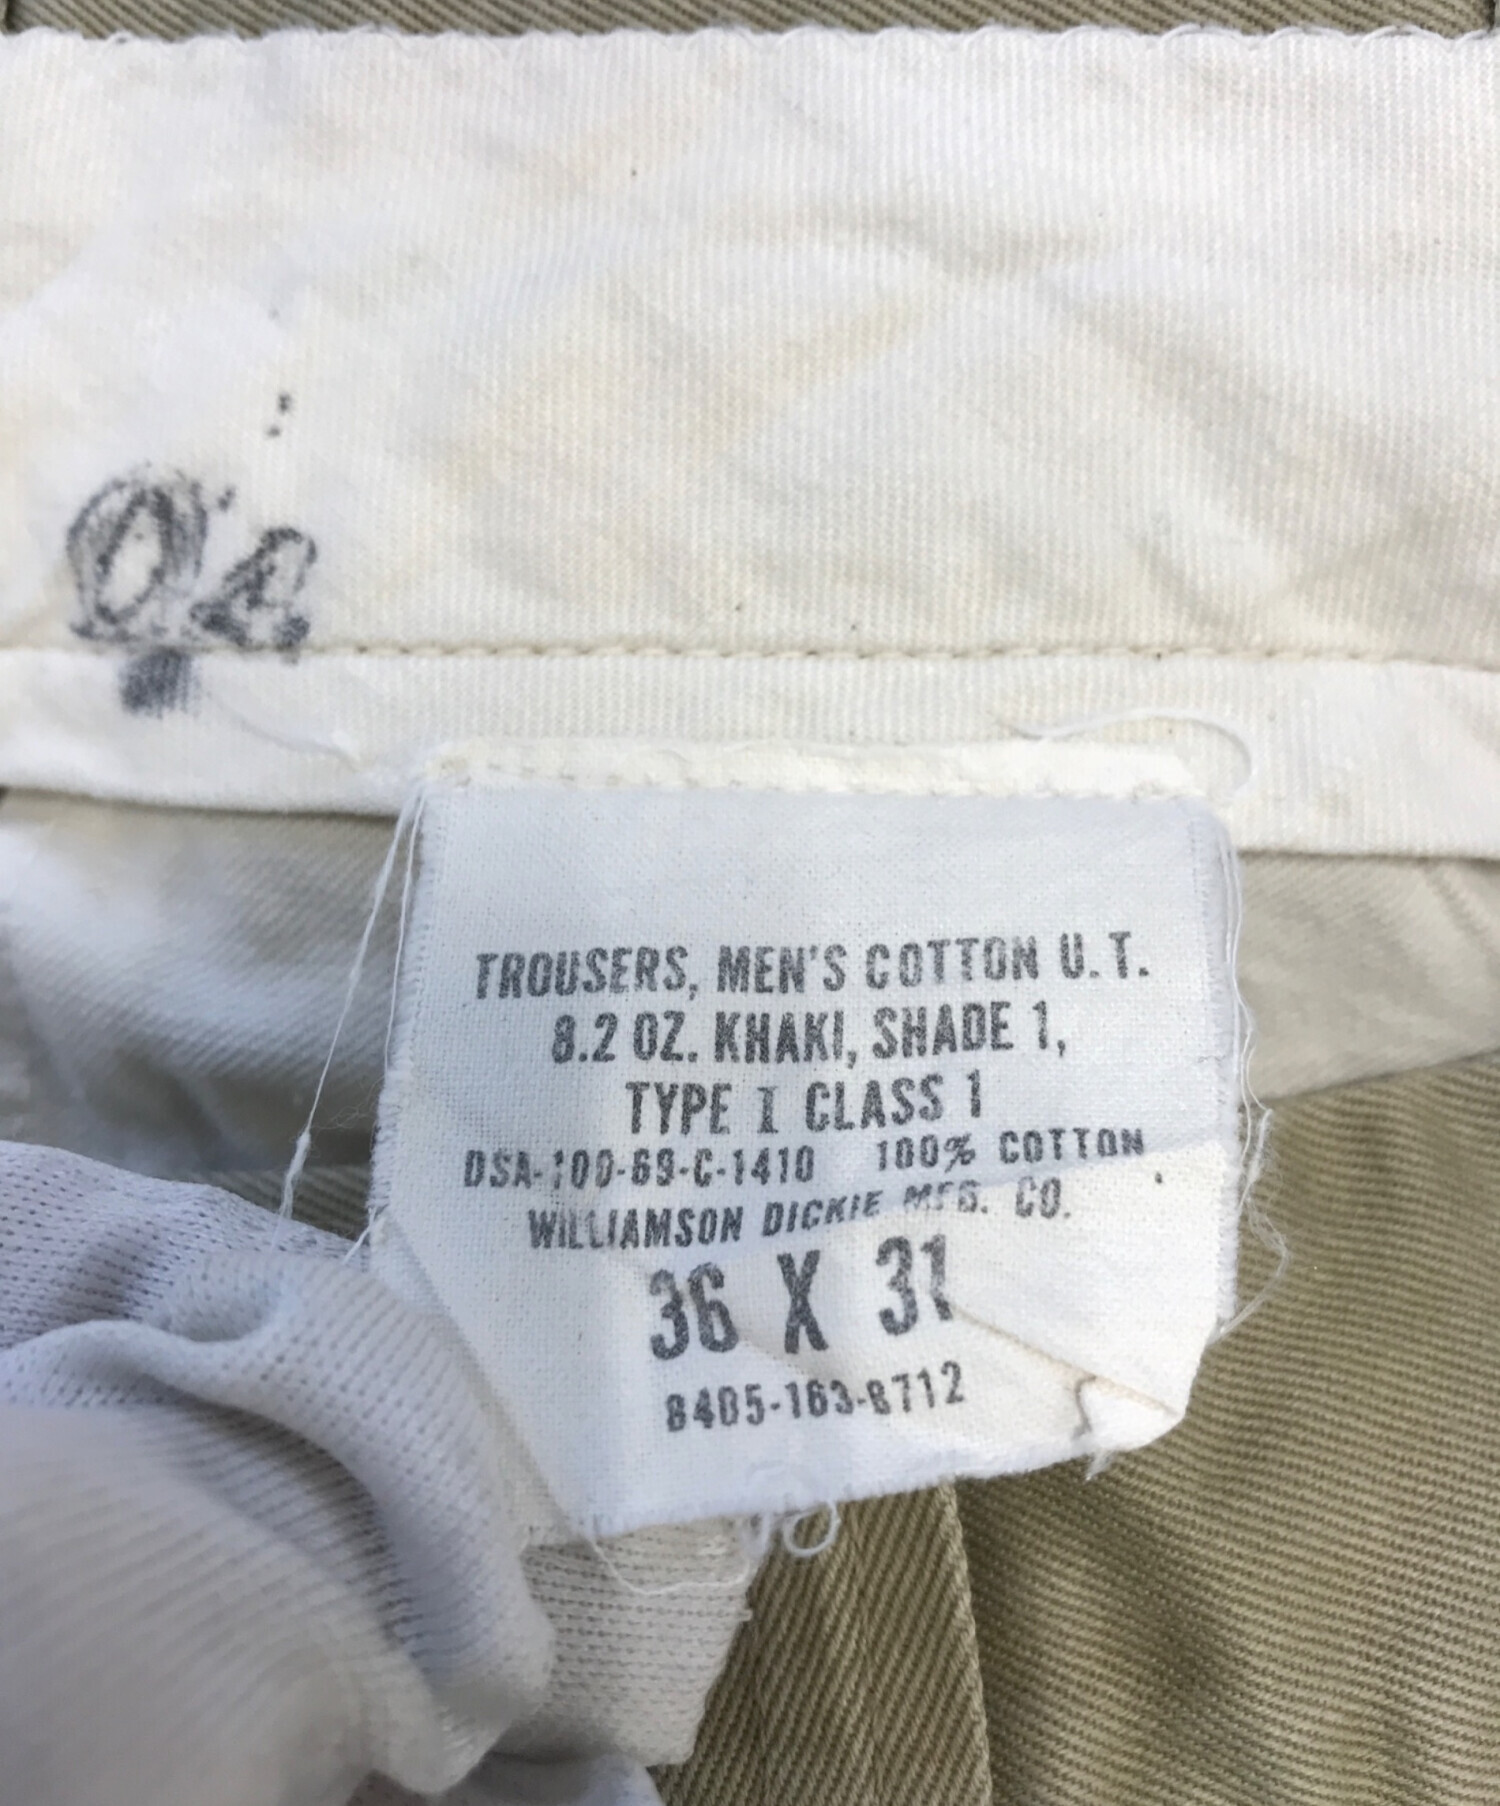 TROUSERS, MEN'S COTTON U.T.
8.2 OZ. KHAKI, SHADE 1,
TYPE I CLASS 1
DSA-100-69-C-1410 100% COTTON
WILLIAMSON DICKIE MFG. CO.
36 X 31
8405-163-8712